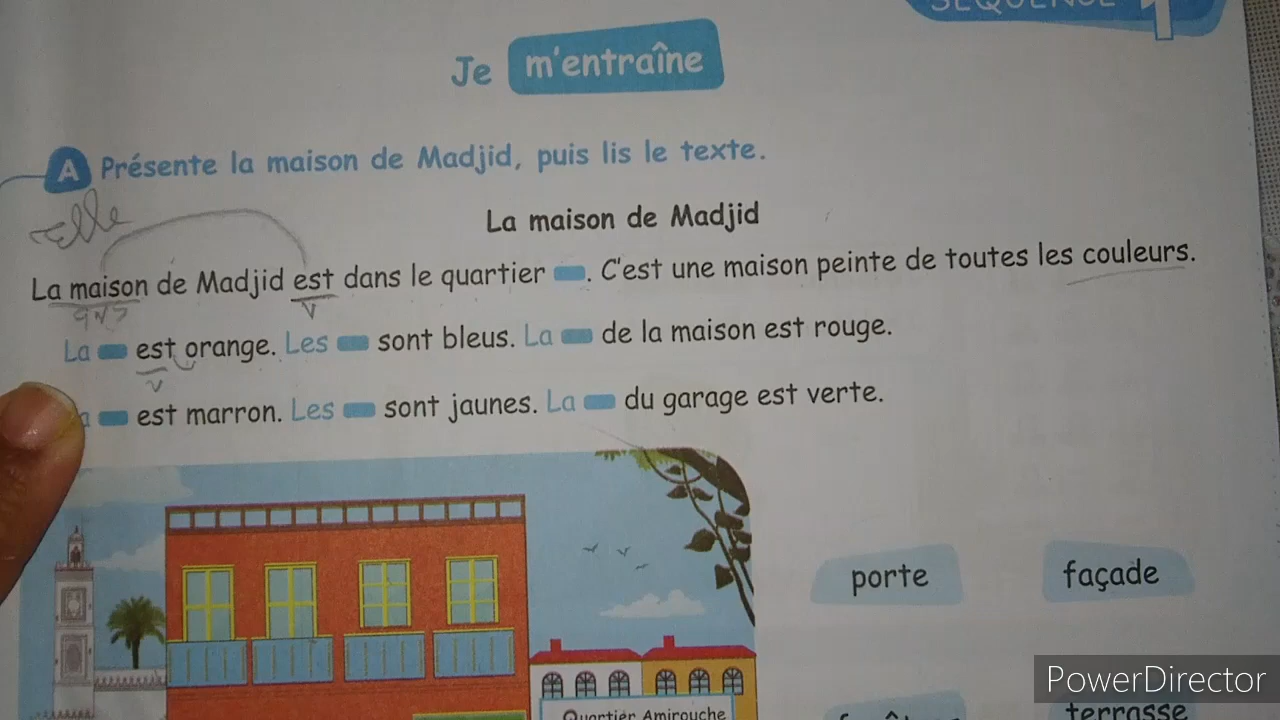 SEQUENCE 1
Je m'entraîne
A Présente la maison de Madjid, puis lis le texte.
Elle
La maison de Madjid
La maison de Madjid est dans le quartier . C'est une maison peinte de toutes les couleurs.
V
La est orange. Les sont bleus. La de la maison est rouge.
V
est marron. Les sont jaunes. La du garage est verte.
porte façade
terrasse
Quartier Amirouche
PowerDirector